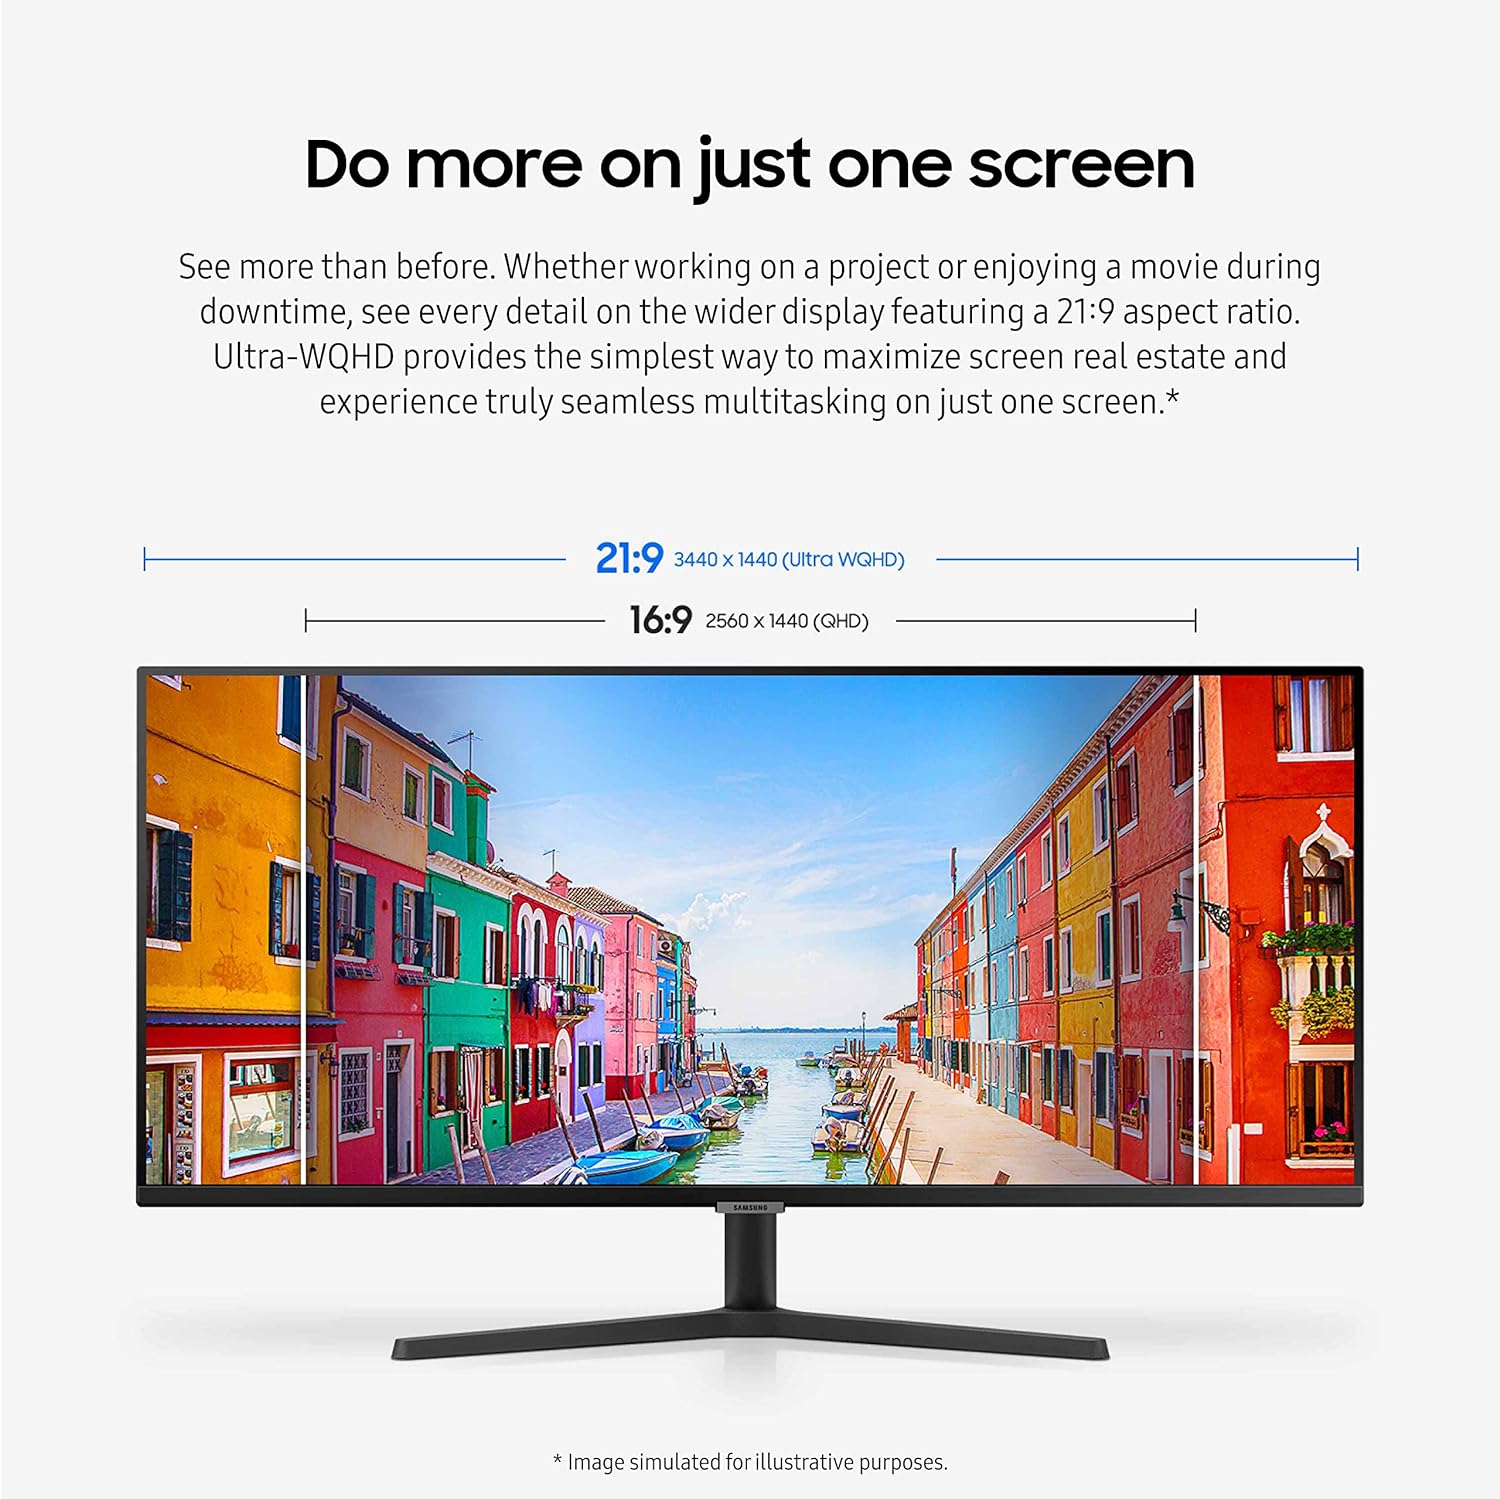 Do more on just one screen
See more than before. Whether working on a project or enjoying a movie during
downtime, see every detail on the wider display featuring a 21:9 aspect ratio.
Ultra-WQHD provides the simplest way to maximize screen real estate and
experience truly seamless multitasking on just one screen.*
21:9 3440 x 1440 (Ultra WQHD)
16:9 2560 x 1440 (QHD)
SAMSUNG
* Image simulated for illustrative purposes.